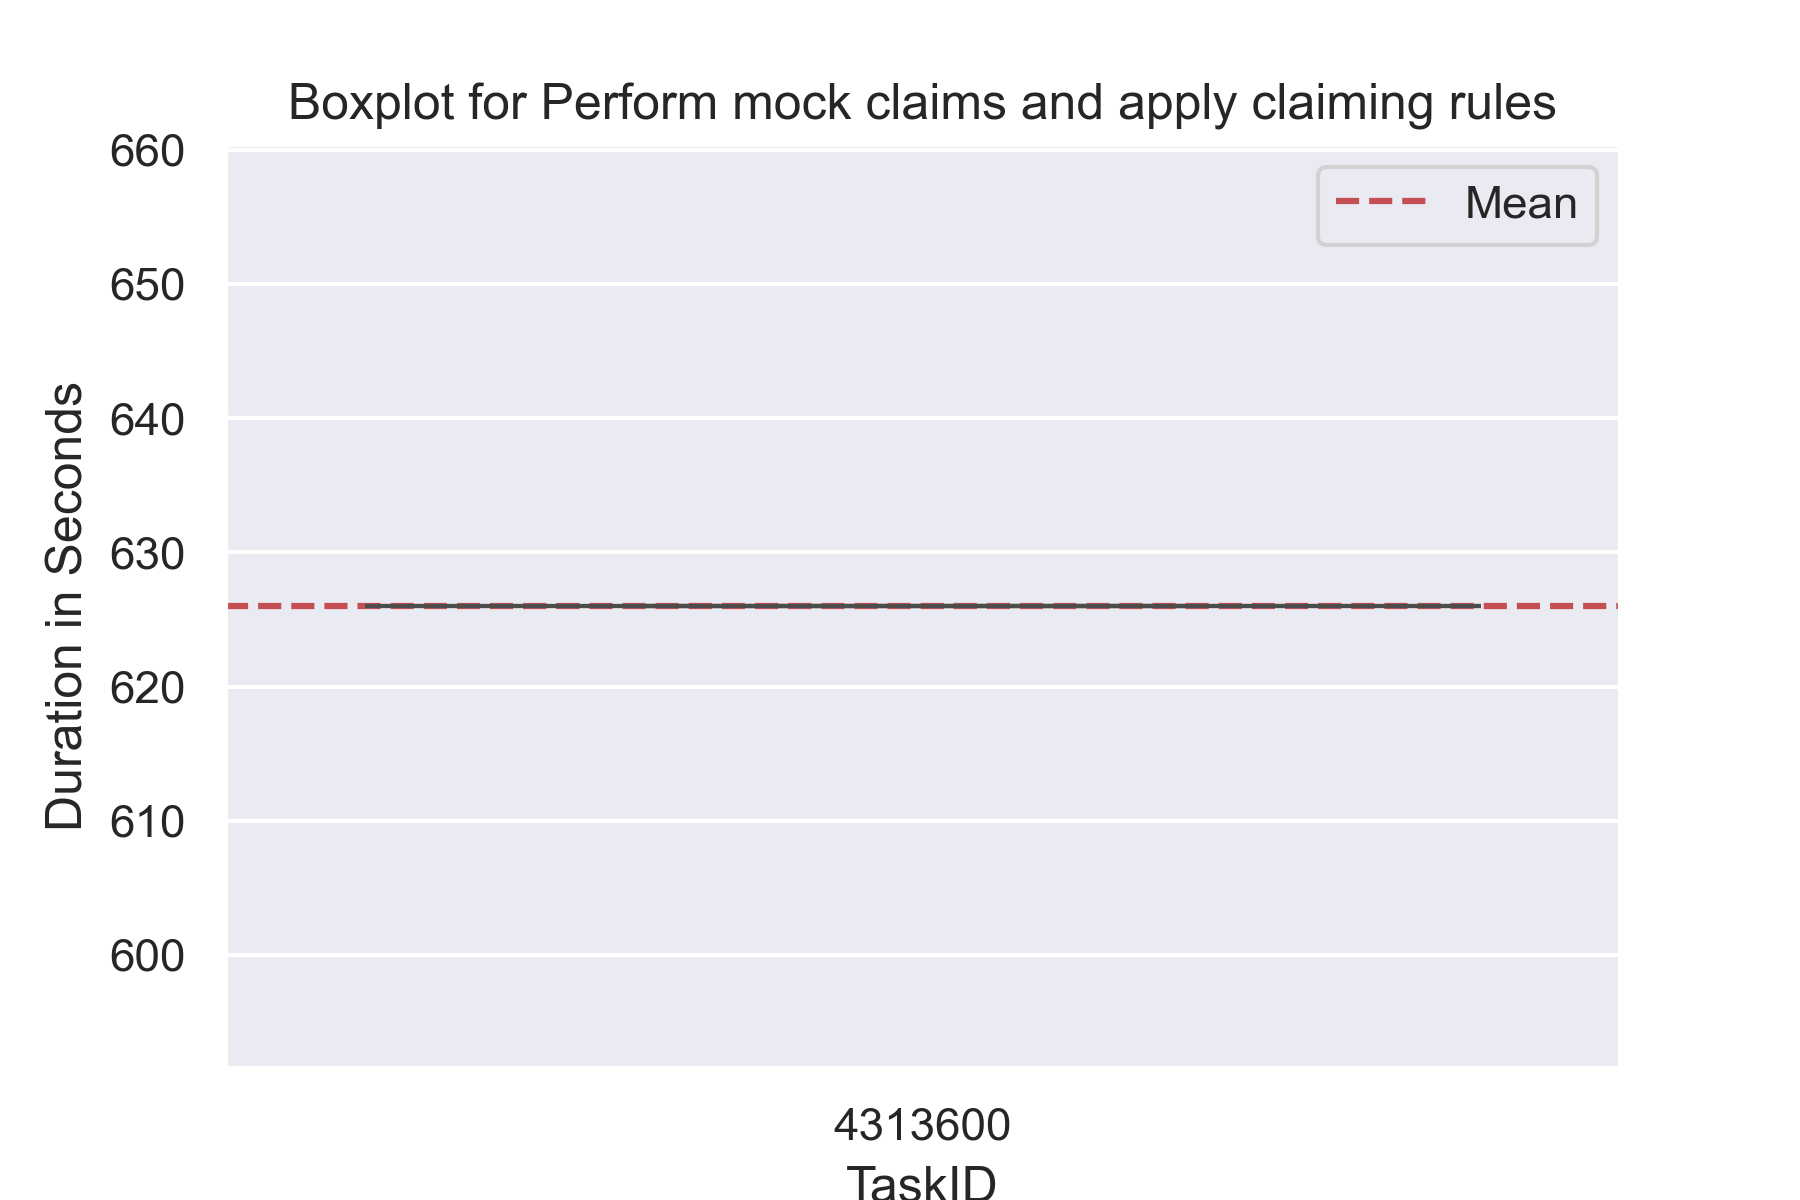 Boxplot for Perform mock claims and apply claiming rules
660
650
640
630
620
610
600
Duration in Seconds
Mean
4313600
TaskID